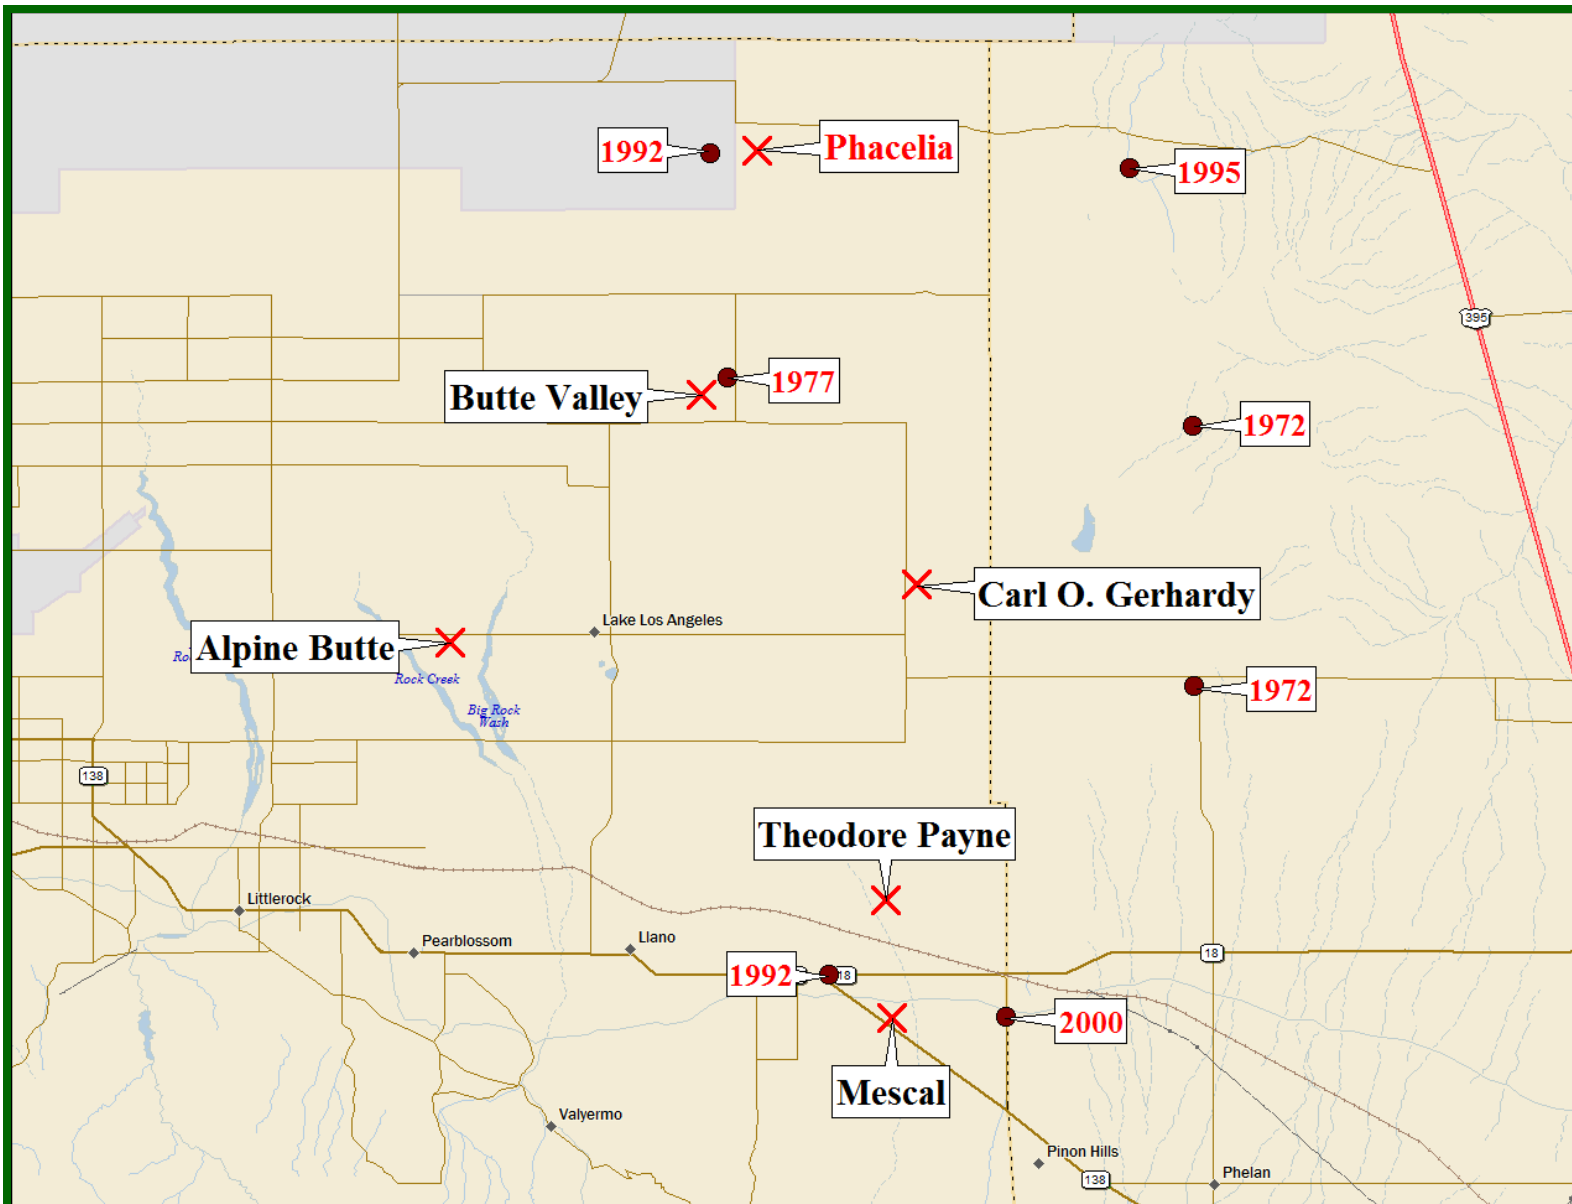 1992
Phacelia
1995
395
Butte Valley
1977
1972
Carl O. Gerhardy
Lake Los Angeles
Alpine Butte
Rock Creek
1972
Big Rock
Wash
138
Theodore Payne
Littlerock
Pearblossom
Llano
18
1992
18
2000
Mescal
Valyermo
Pinon Hills
138
Phelan